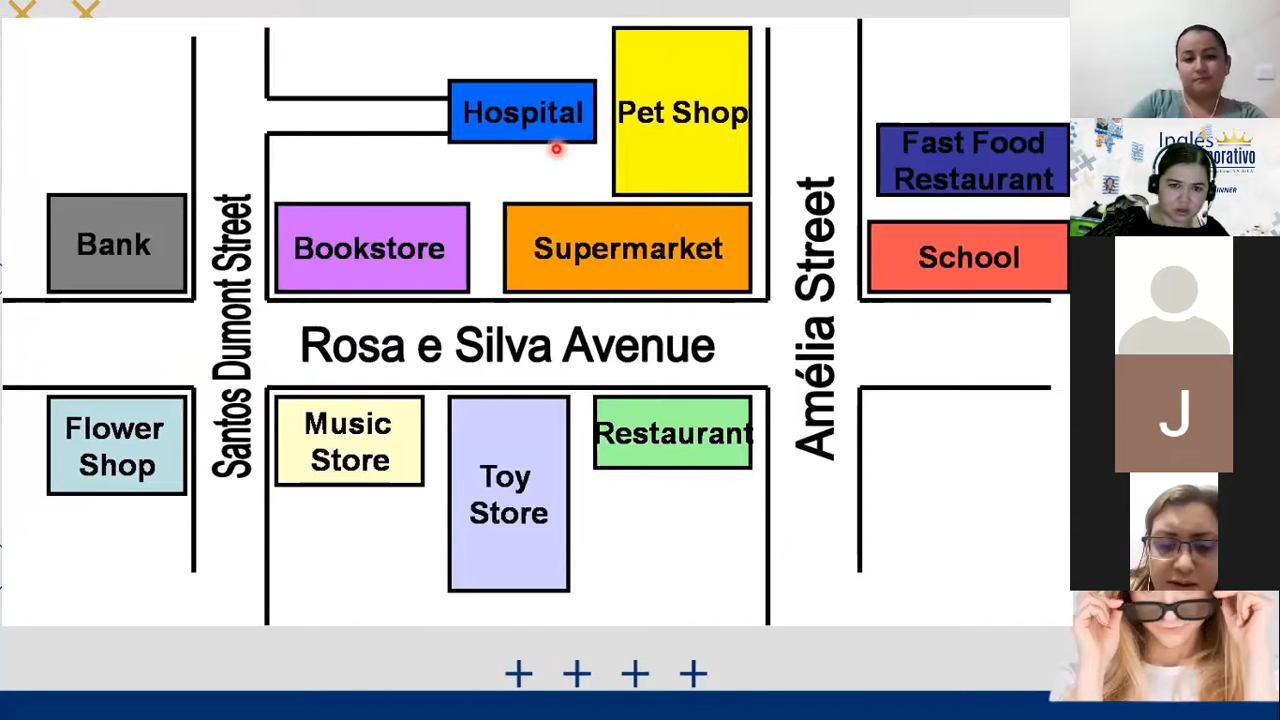 Hospital
Pet Shop
Fast Food
Restaurant
Bank
Santos Dumont Street
Bookstore
Supermarket
Amélia Street
School
Rosa e Silva Avenue
Flower
Shop
Music
Store
Toy
Store
Restaurant
Inglês
orativo
J